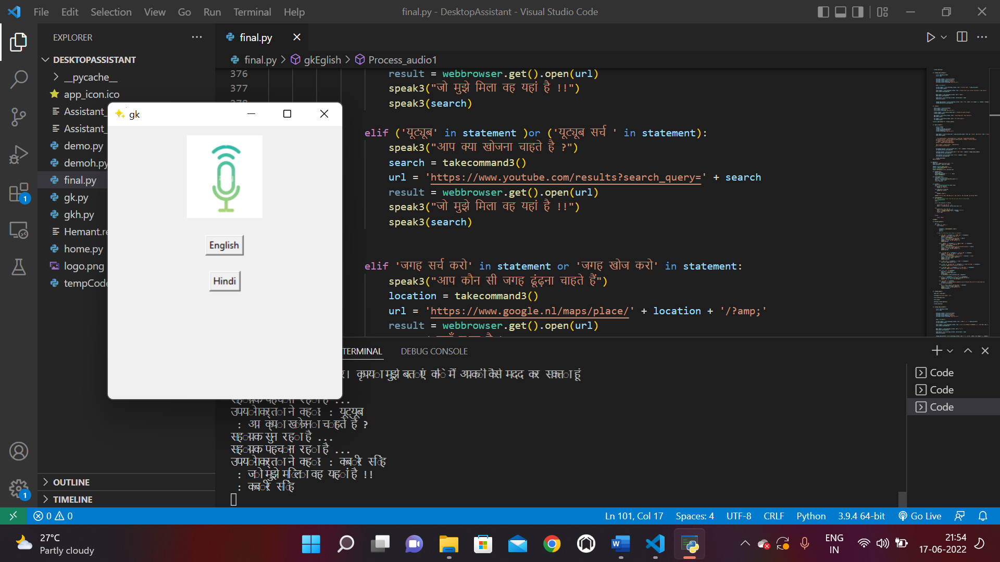 File Edit Selection View Go Run Terminal Help
final.py - DesktopAssistant - Visual Studio Code
EXPLORER
DESKTOPASSISTANT
__pycache__
app_icon.ico
Assistant_
Assistant_
demo.py
demoh.py
final.py
gk.py
gkh.py
Hemant.re
home.py
logo.png
tempCode
OUTLINE
TIMELINE
1
1
gk
English
Hindi
final.py
final.py > gkEglish > Process_audio1
376 result = webbrowser.get().open(url)
377 speak3("जो मुझे मिला वह यहां है !!")
speak3(search)
elif ('यूट्यूब' in statement )or ('यूट्यूब सर्च ' in statement):
speak3("आप क्या खोजना चाहते है ?")
search = takecommand3()
url = 'https://www.youtube.com/results?search_query=' + search
result = webbrowser.get().open(url)
speak3("जो मुझे मिला वह यहां है !!")
speak3(search)
elif 'जगह सर्च करो' in statement or 'जगह खोज करो' in statement:
speak3("आप कौन सी जगह ढूंढ़ना चाहते हैं")
location = takecommand3()
url = 'https://www.google.nl/maps/place/' + location + '/?amp;'
result = webbrowser.get().open(url)
TERMINAL DEBUG CONSOLE
कृपया मुझे बताएं कि मैं आपकी कैसे मदद कर सकता हूं
सहायक पहचान रहा है ...
उपयोगकर्ता ने कहा : यूट्यूब
: आप क्या खोजना चाहते है ?
सहायक सुन रहा है ...
सहायक पहचान रहा है ...
उपयोगकर्ता ने कहा : कबीर सिंह
: जो मुझे मिला वह यहां है !!
: कबीर सिंह
Code
Code
Code
0 0
Ln 101, Col 17 Spaces: 4 UTF-8 CRLF Python 3.9.4 64-bit Go Live
27°C
Partly cloudy
ENG
IN
21:54
17-06-2022